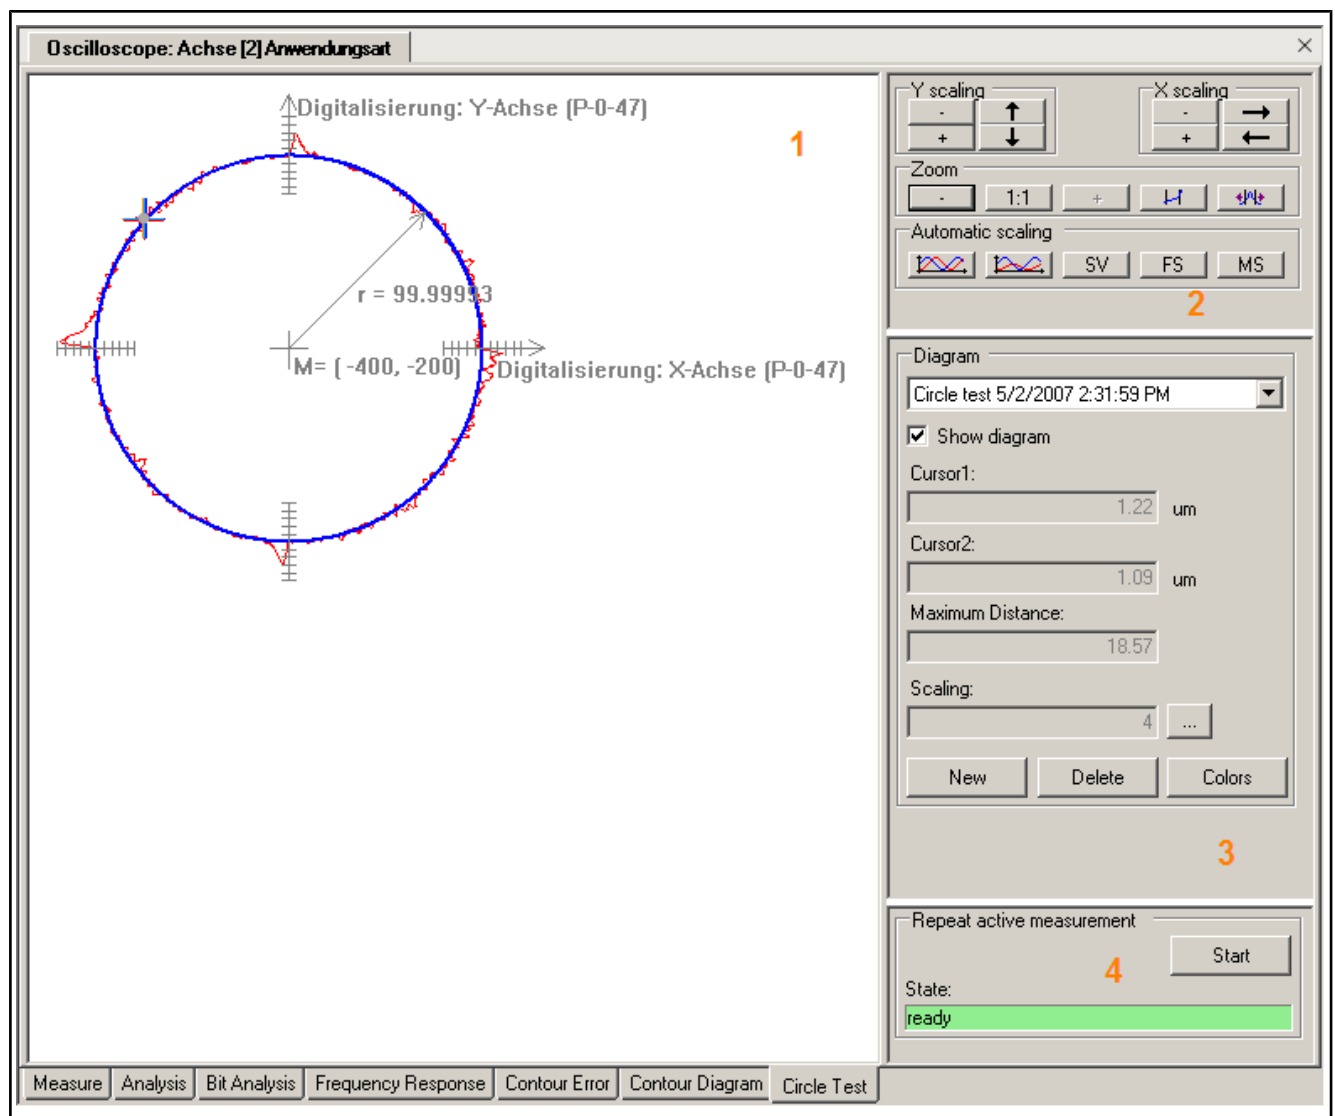 Oscilloscope: Achse [2] Anwendungsart
Digitalisierung: Y-Achse (P-0-47)
1
r = 99.99993
M= ( -400, -200)
Digitalisierung: X-Achse (P-0-47)
Y scaling
X scaling
- -
+ +
Zoom
- 1:1 +
Automatic scaling
SV FS MS
2
Diagram
Circle test 5/2/2007 2:31:59 PM
Show diagram
Cursor1:
1.22 um
Cursor2:
1.09 um
Maximum Distance:
18.57
Scaling:
4 ...
New Delete Colors
3
Repeat active measurement
Start
4
State:
ready
Measure Analysis Bit Analysis Frequency Response Contour Error Contour Diagram Circle Test